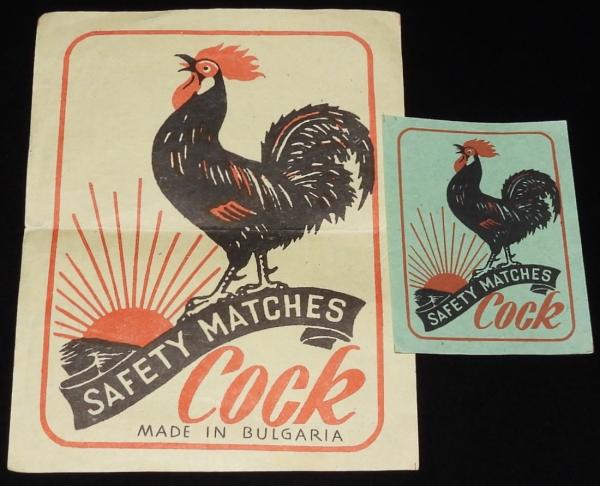 SAFETY MATCHES
Cock
MADE IN BULGARIA
SAFETY MATCHES
Cock